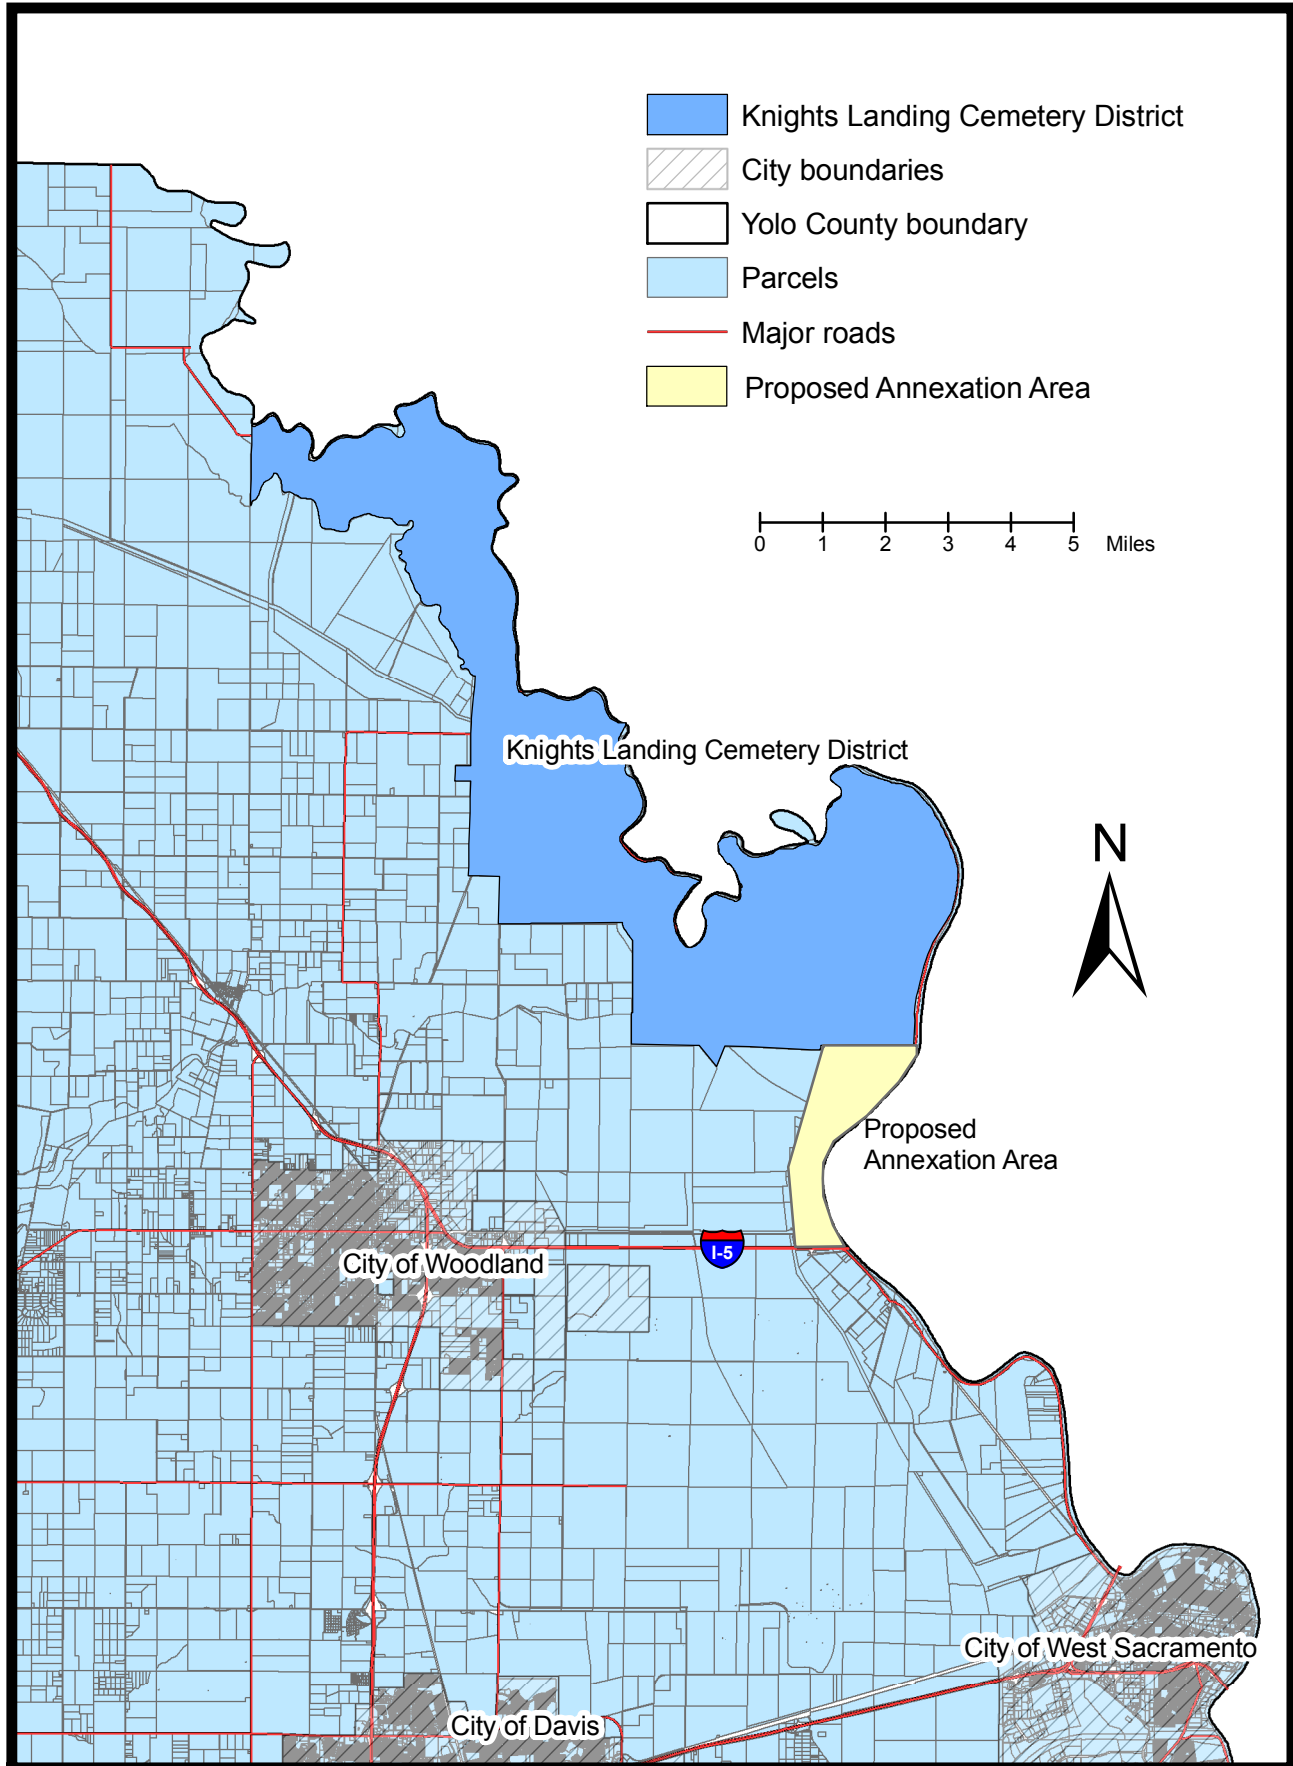 Knights Landing Cemetery District
City boundaries
Yolo County boundary
Parcels
Major roads
Proposed Annexation Area
0 1 2 3 4 5 Miles
Knights Landing Cemetery District
N
Proposed
Annexation Area
I-5
City of Woodland
City of West Sacramento
City of Davis